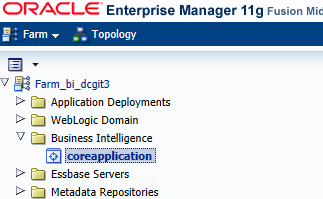 ORACLE Enterprise Manager 11g Fusion Mid
Farm Topology
Farm_bi_dcgit3
Application Deployments
WebLogic Domain
Business Intelligence
coreapplication
Essbase Servers
Metadata Repositories